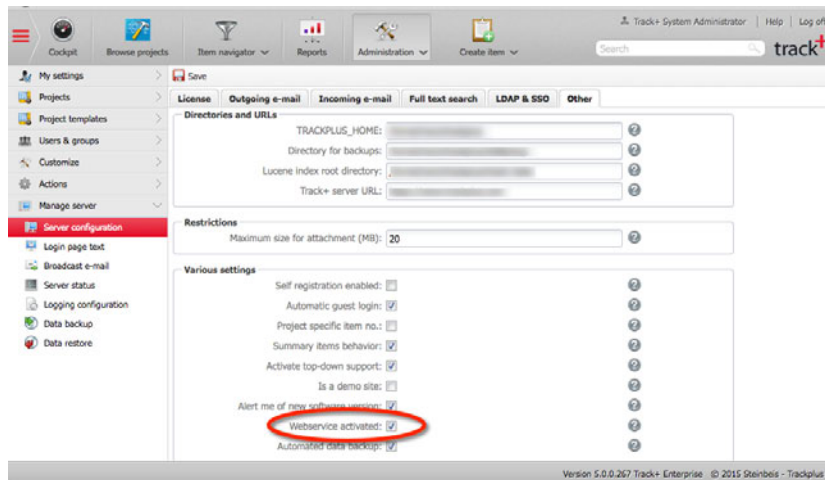 Track+ System Administrator | Help | Log off
Cockpit Browse projects Item navigator Reports Administration Create item Search track+
My settings
Projects
Project templates
Users & groups
Customize
Actions
Manage server
Server configuration
Login page text
Broadcast e-mail
Server status
Logging configuration
Data backup
Data restore
Save
License Outgoing e-mail Incoming e-mail Full text search LDAP & SSO Other
Directories and URLs
TRACKPLUS_HOME:
Directory for backups:
Lucene index root directory:
Track+ server URL:
Restrictions
Maximum size for attachment (MB): 20
Various settings
Self registration enabled:
Automatic guest login:
Project specific item no.:
Summary items behavior:
Activate top-down support:
Is a demo site:
Alert me of new software version:
Webservice activated:
Automated data backup:
Version 5.0.0.267 Track+ Enterprise © 2015 Steinbeis - Trackplus